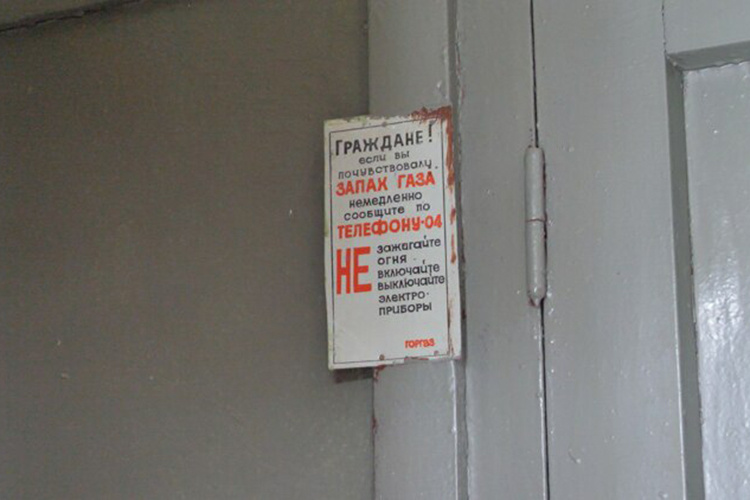 ГРАЖДАНЕ!
если вы
почувствовали
ЗАПАХ ГАЗА
немедленно
сообщите по
ТЕЛЕФОНУ-04
НЕ зажигайте
огня
включайте
выключайте
электро-
приборы
ГОРГАЗ